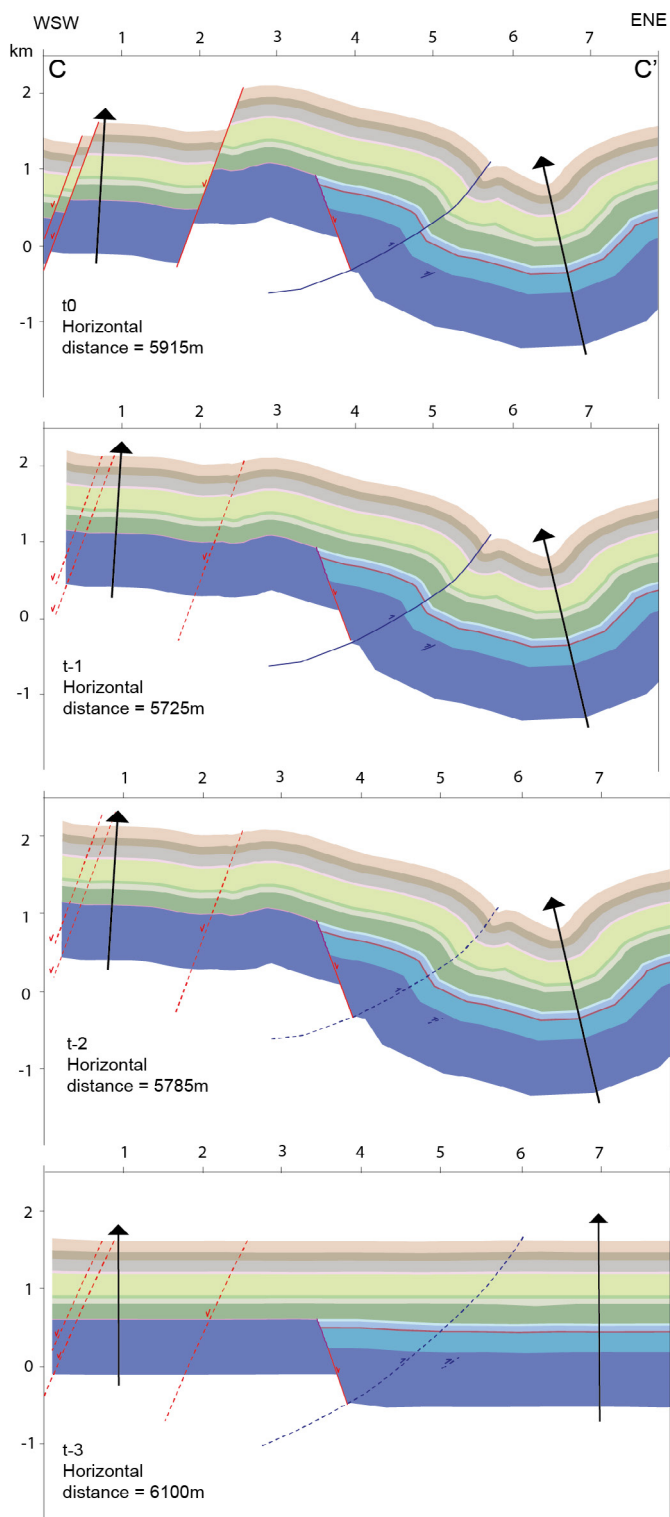 WSW ENE
km 1 2 3 4 5 6 7
C C'
2
1
0
-1
t0
Horizontal
distance = 5915m
1 2 3 4 5 6 7
2
1
0
-1
t-1
Horizontal
distance = 5725m
1 2 3 4 5 6 7
2
1
0
-1
t-2
Horizontal
distance = 5785m
1 2 3 4 5 6 7
2
1
0
-1
t-3
Horizontal
distance = 6100m